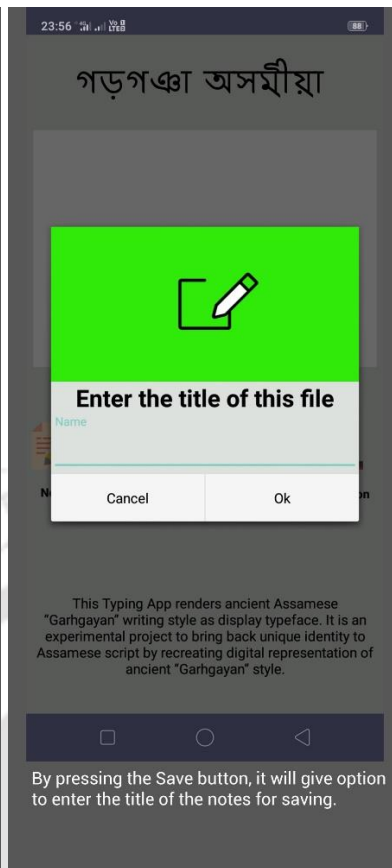 23:56
88
গড়গঞা অসমীয়া
Enter the title of this file
Name
Cancel
Ok
This Typing App renders ancient Assamese
"Garhgayan" writing style as display typeface. It is an
experimental project to bring back unique identity to
Assamese script by recreating digital representation of
ancient "Garhgayan" style.
By pressing the Save button, it will give option
to enter the title of the notes for saving.